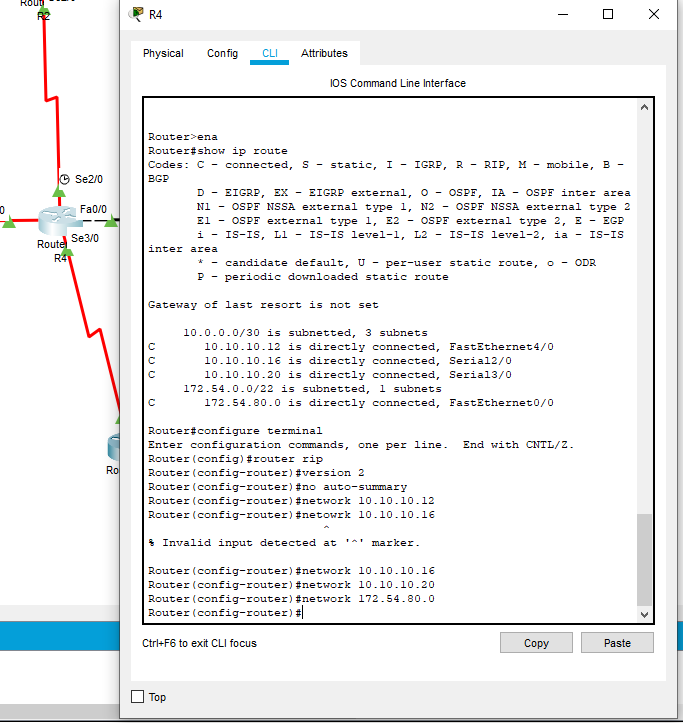 Rout
R2
Se2/0
Fa0/0
Router
Se3/0
R4
Ro
R4
Physical Config CLI Attributes
IOS Command Line Interface
Router>ena
Router#show ip route
Codes: C - connected, S - static, I - IGRP, R - RIP, M - mobile, B -
BGP
D - EIGRP, EX - EIGRP external, O - OSPF, IA - OSPF inter area
N1 - OSPF NSSA external type 1, N2 - OSPF NSSA external type 2
E1 - OSPF external type 1, E2 - OSPF external type 2, E - EGP
i - IS-IS, L1 - IS-IS level-1, L2 - IS-IS level-2, ia - IS-IS
inter area
* - candidate default, U - per-user static route, o - ODR
P - periodic downloaded static route
Gateway of last resort is not set
10.0.0.0/30 is subnetted, 3 subnets
C 10.10.10.12 is directly connected, FastEthernet4/0
C 10.10.10.16 is directly connected, Serial2/0
C 10.10.10.20 is directly connected, Serial3/0
172.54.0.0/22 is subnetted, 1 subnets
C 172.54.80.0 is directly connected, FastEthernet0/0
Router#configure terminal
Enter configuration commands, one per line. End with CNTL/Z.
Router(config)#router rip
Router(config-router)#version 2
Router(config-router)#no auto-summary
Router(config-router)#network 10.10.10.12
Router(config-router)#netowrk 10.10.10.16
^
% Invalid input detected at '^' marker.
Router(config-router)#network 10.10.10.16
Router(config-router)#network 10.10.10.20
Router(config-router)#network 172.54.80.0
Router(config-router)#
Ctrl+F6 to exit CLI focus
Copy Paste
Top